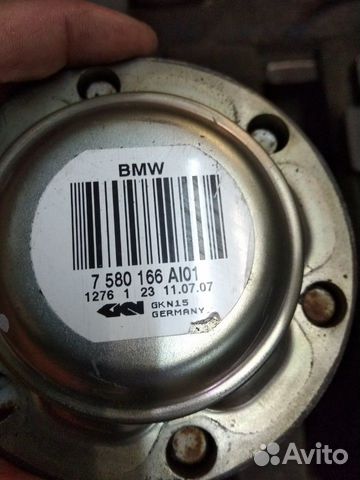 BMW
7 580 166 AI01
1276 1 23 11.07.07
GKN GKN15
GERMANY
Avito